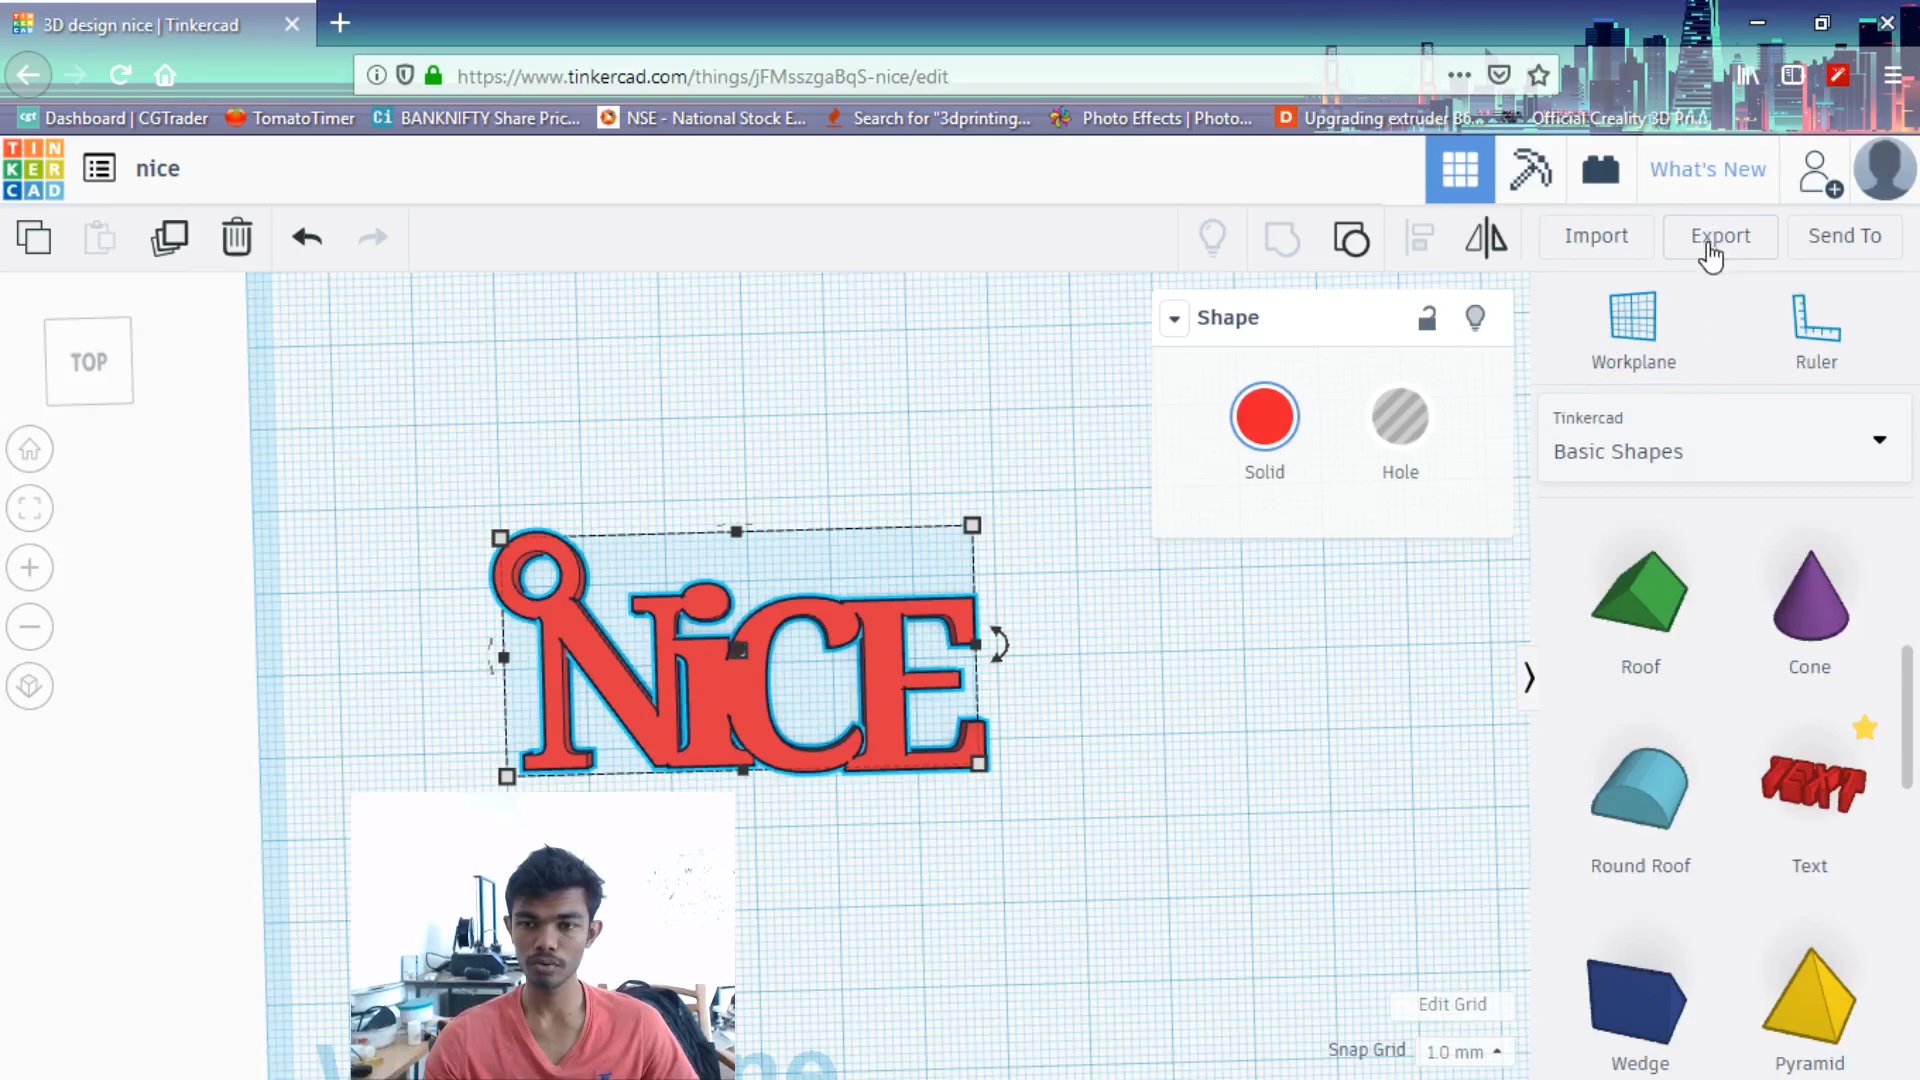 3D design nice | Tinkercad
https://www.tinkercad.com/things/jFMsszgaBqS-nice/edit
cgt Dashboard | CGTrader TomatoTimer Ci BANKNIFTY Share Pric... NSE - National Stock E... Search for "3dprinting... Photo Effects | Photo... D Upgrading extruder B6... Official Creality 3D Pri...
TIN
KER
CAD
nice
What's New
Import Export Send To
TOP
Shape
Solid Hole
Workplane Ruler
Tinkercad
Basic Shapes
NiCE
Roof Cone
TEXT
Round Roof Text
Wedge Pyramid
Edit Grid
Snap Grid 1.0 mm